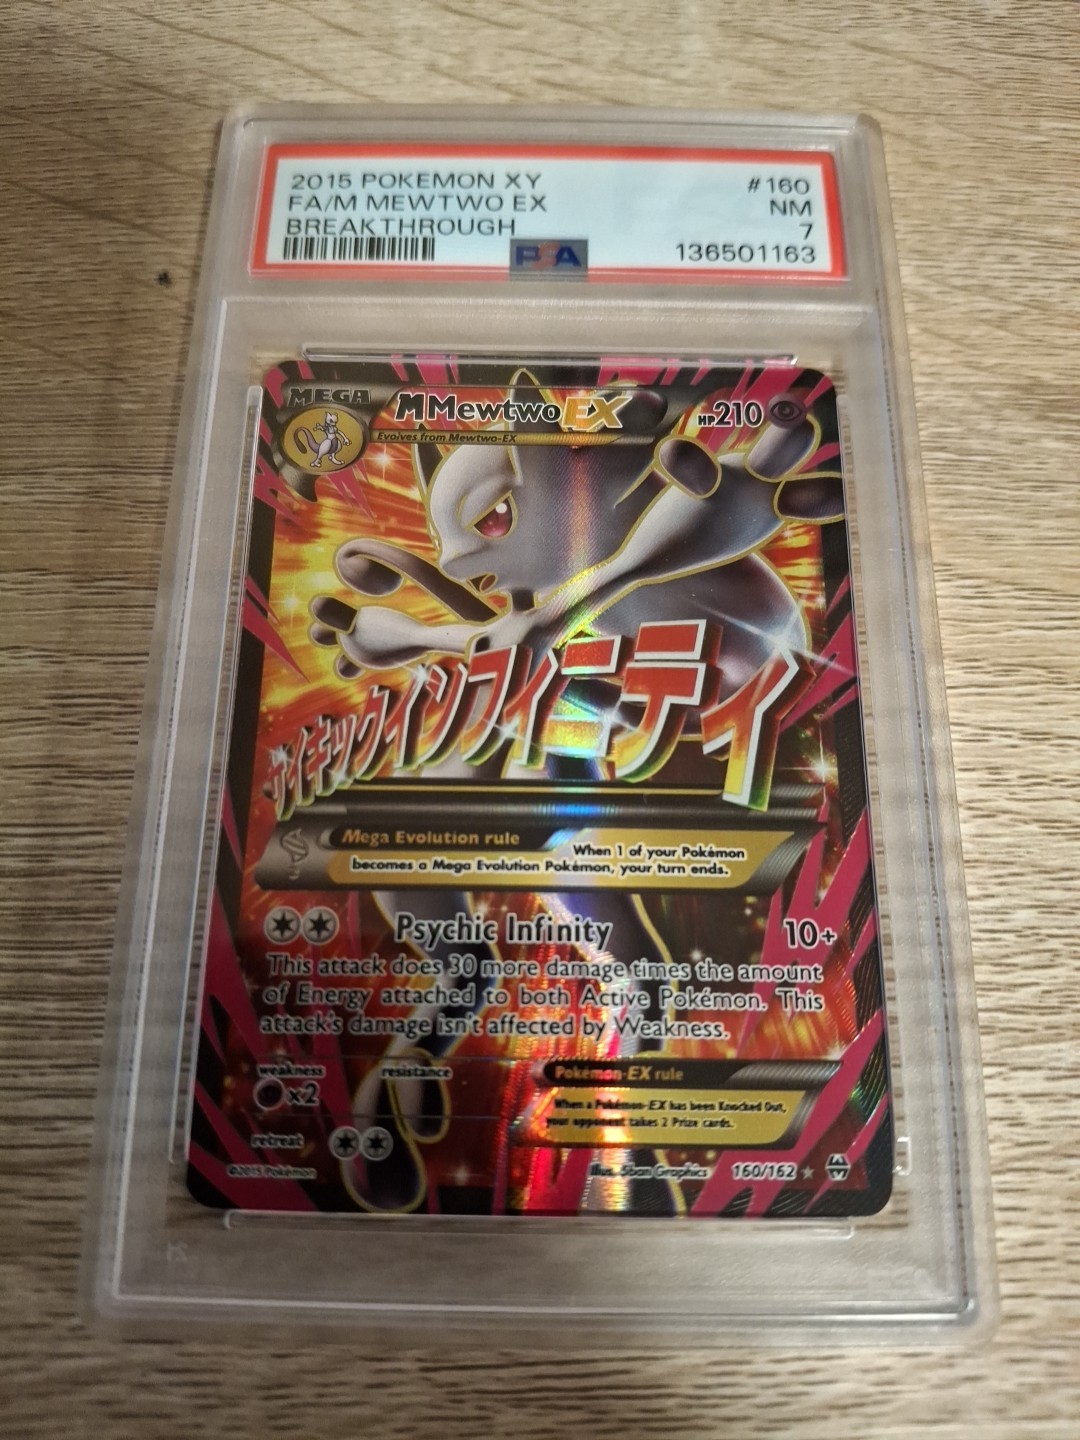 2015 POKEMON XY
#160
FA/M MEWTWO EX
NM
BREAKTHROUGH
7
PSA
136501163
MEGA
M Mewtwo EX
HP210
Evolves from Mewtwo-EX
サイキックインフィニティ
Mega Evolution rule
When 1 of your Pokémon
becomes a Mega Evolution Pokémon, your turn ends.
Psychic Infinity
10+
This attack does 30 more damage times the amount
of Energy attached to both Active Pokémon. This
attack's damage isn't affected by Weakness.
weakness
resistance
Pokémon-EX rule
×2
When a Pokémon-EX has been Knocked Out,
your opponent takes 2 Prize cards.
retreat
©2015 Pokémon
Illus. 5ban Graphics
160/162